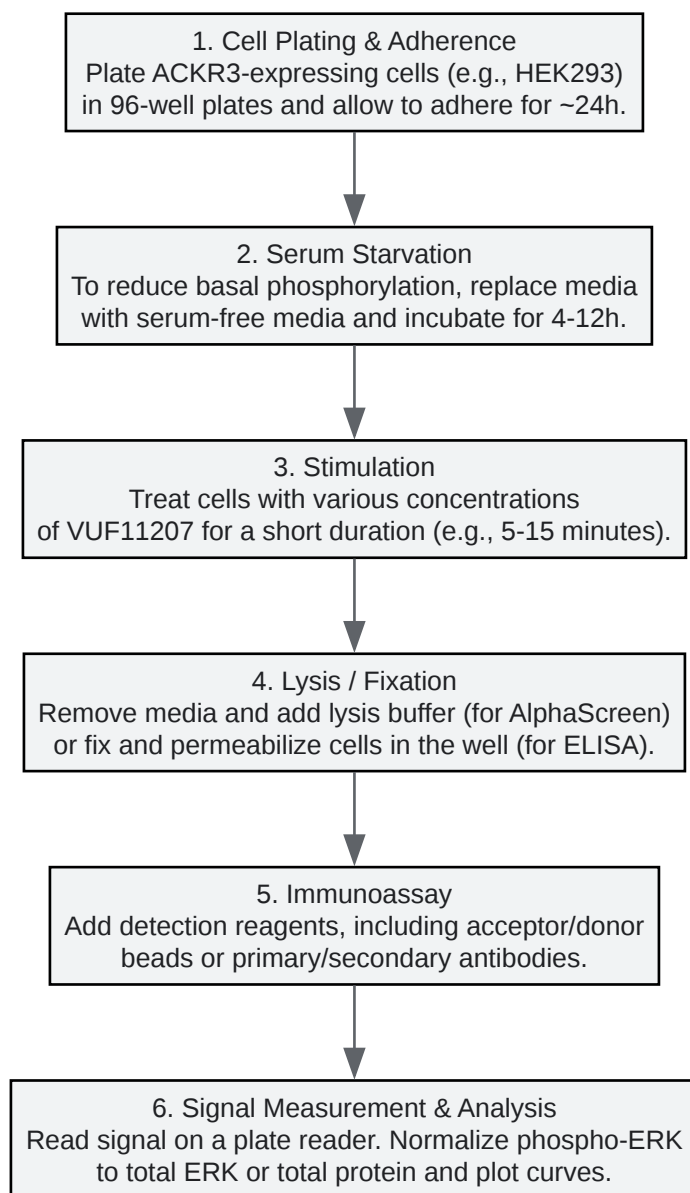 1. Cell Plating & Adherence
Plate ACKR3-expressing cells (e.g., HEK293)
in 96-well plates and allow to adhere for ~24h.
2. Serum Starvation
To reduce basal phosphorylation, replace media
with serum-free media and incubate for 4-12h.
3. Stimulation
Treat cells with various concentrations
of VUF11207 for a short duration (e.g., 5-15 minutes).
4. Lysis / Fixation
Remove media and add lysis buffer (for AlphaScreen)
or fix and permeabilize cells in the well (for ELISA).
5. Immunoassay
Add detection reagents, including acceptor/donor
beads or primary/secondary antibodies.
6. Signal Measurement & Analysis
Read signal on a plate reader. Normalize phospho-ERK
to total ERK or total protein and plot curves.